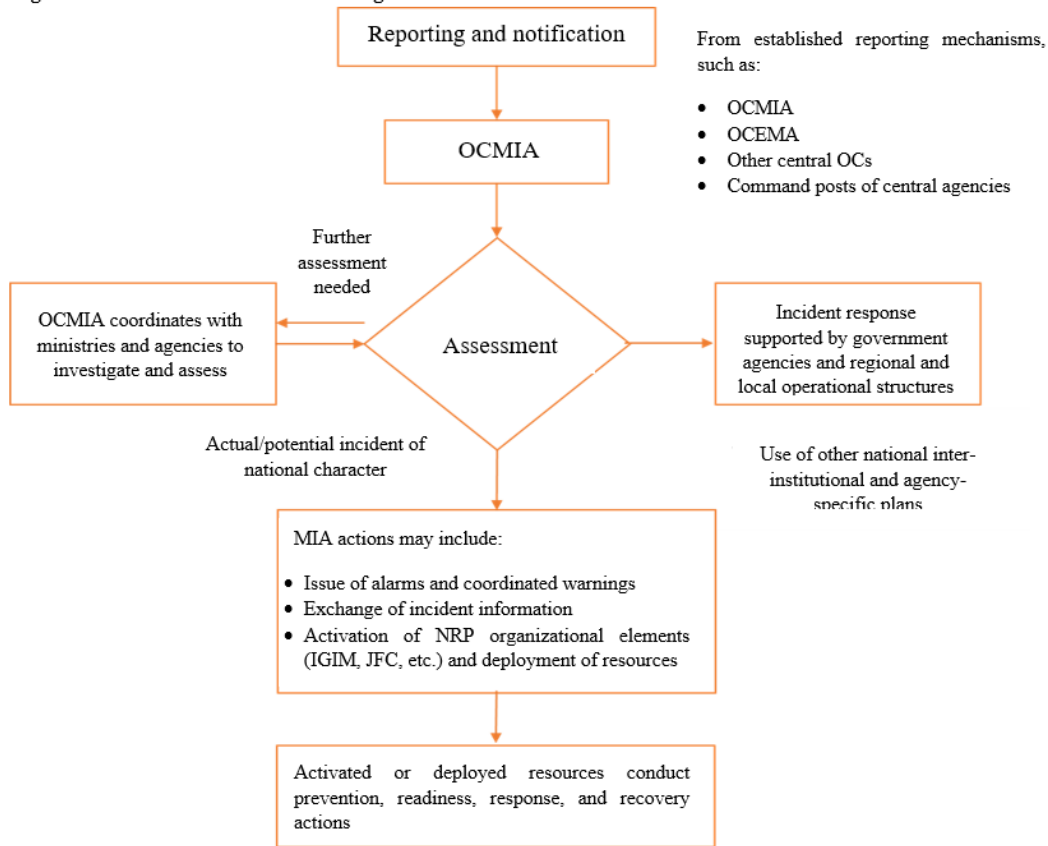 Reporting and notification
From established reporting mechanisms,
such as:
• OCMIA
• OCEMA
• Other central OCs
• Command posts of central agencies
OCMIA
Further
assessment
needed
OCMIA coordinates with
ministries and agencies to
investigate and assess
Assessment
Incident response
supported by government
agencies and regional and
local operational structures
Actual/potential incident of
national character
Use of other national inter-
institutional and agency-
specific plans
MIA actions may include:
• Issue of alarms and coordinated warnings
• Exchange of incident information
• Activation of NRP organizational elements
(IGIM, JFC, etc.) and deployment of resources
Activated or deployed resources conduct
prevention, readiness, response, and recovery
actions